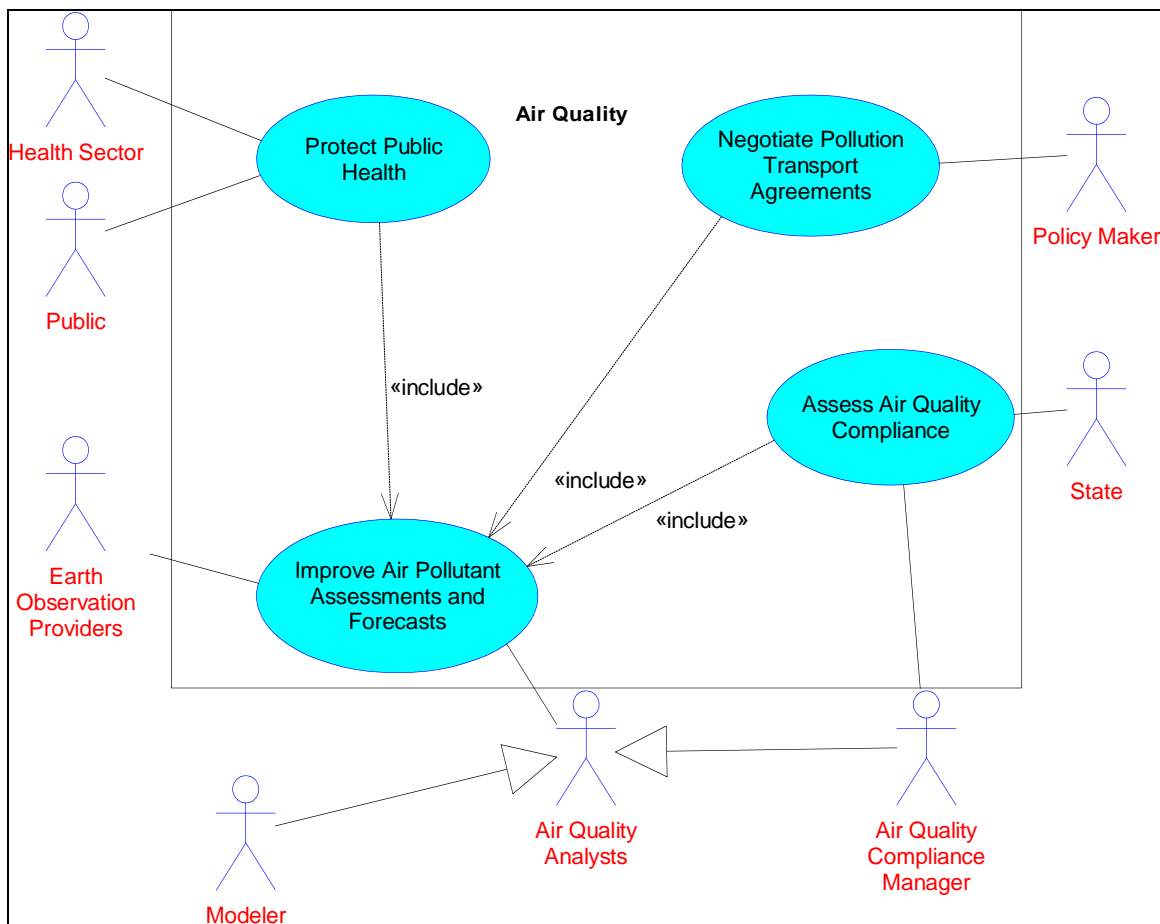 Air Quality
Health Sector
Protect Public
Health
Negotiate Pollution
Transport
Agreements
Policy Maker
Public
«include»
Assess Air Quality
Compliance
State
«include»
«include»
Earth
Observation
Providers
Improve Air Pollutant
Assessments and
Forecasts
Air Quality
Analysts
Air Quality
Compliance
Manager
Modeler